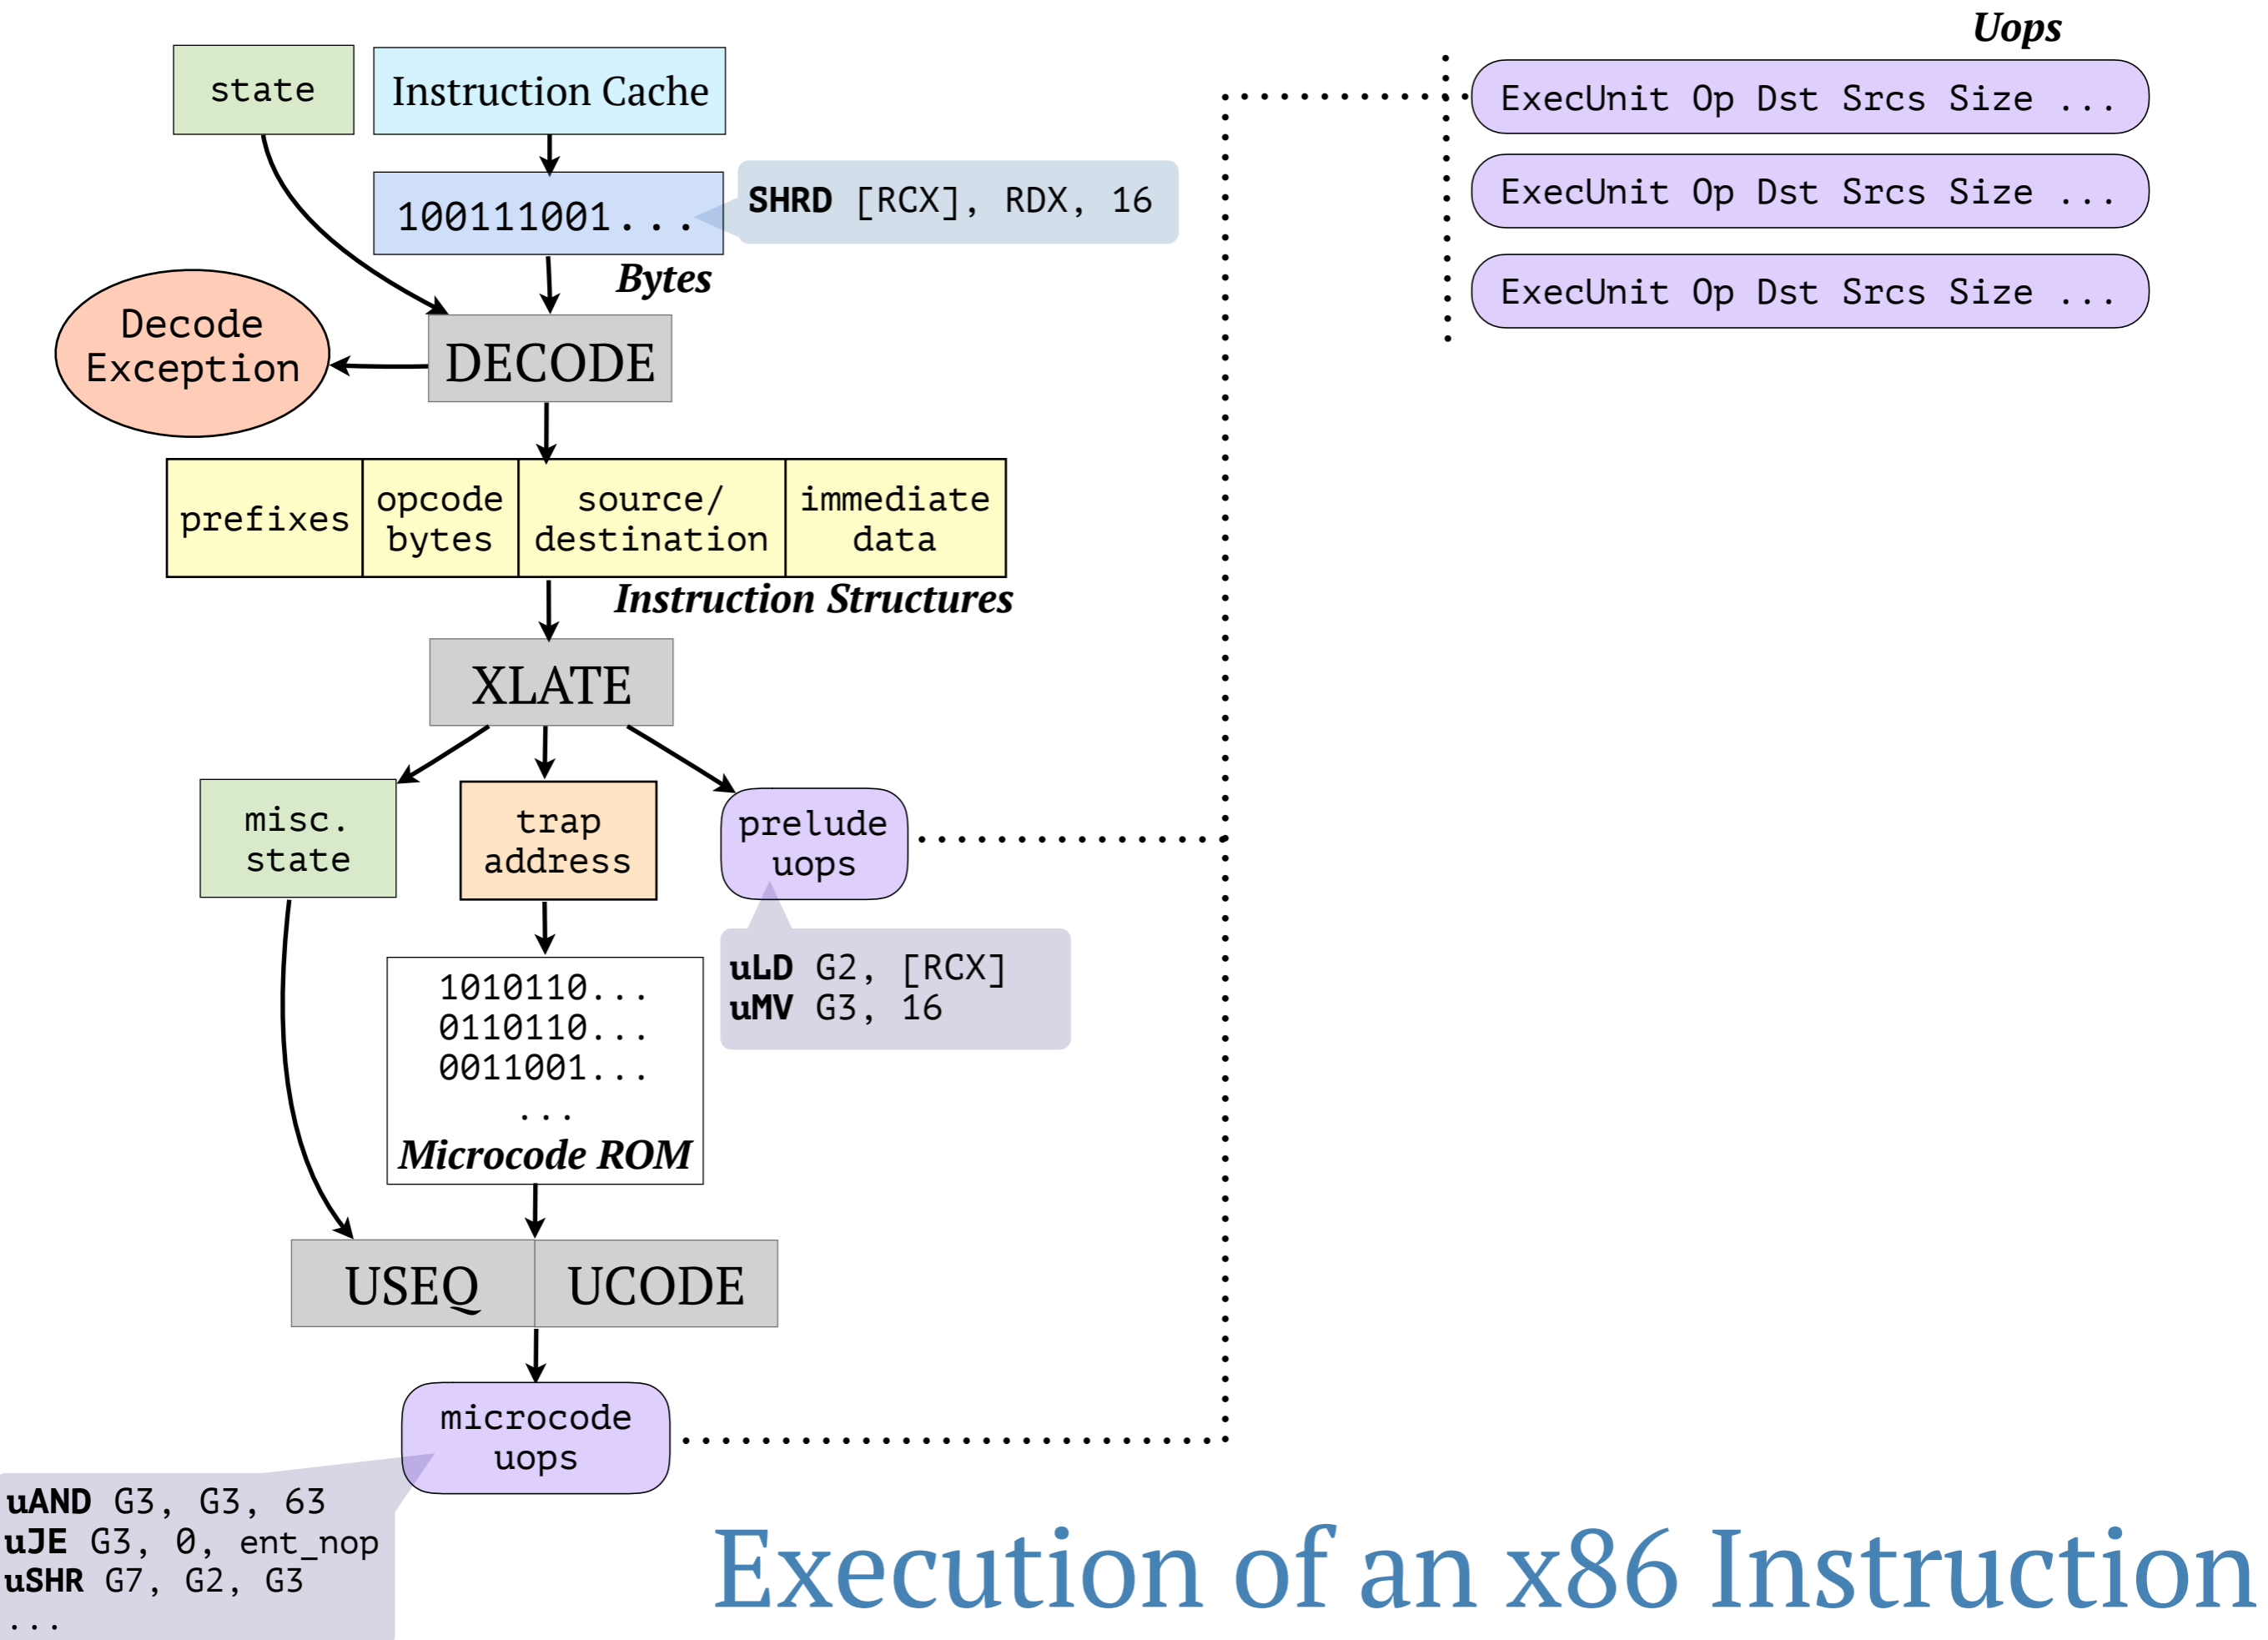 state
Instruction Cache
100111001...
SHRD [RCX], RDX, 16
Bytes
Decode
Exception
DECODE
prefixes
opcode
bytes
source/
destination
immediate
data
Instruction Structures
XLATE
misc.
state
trap
address
prelude
uops
uLD G2, [RCX]
uMV G3, 16
1010110...
0110110...
0011001...
...
Microcode ROM
USEQ
UCODE
microcode
uops
uAND G3, G3, 63
uJE G3, 0, ent_nop
uSHR G7, G2, G3
...
Uops
ExecUnit Op Dst Srcs Size ...
ExecUnit Op Dst Srcs Size ...
ExecUnit Op Dst Srcs Size ...
Execution of an x86 Instruction